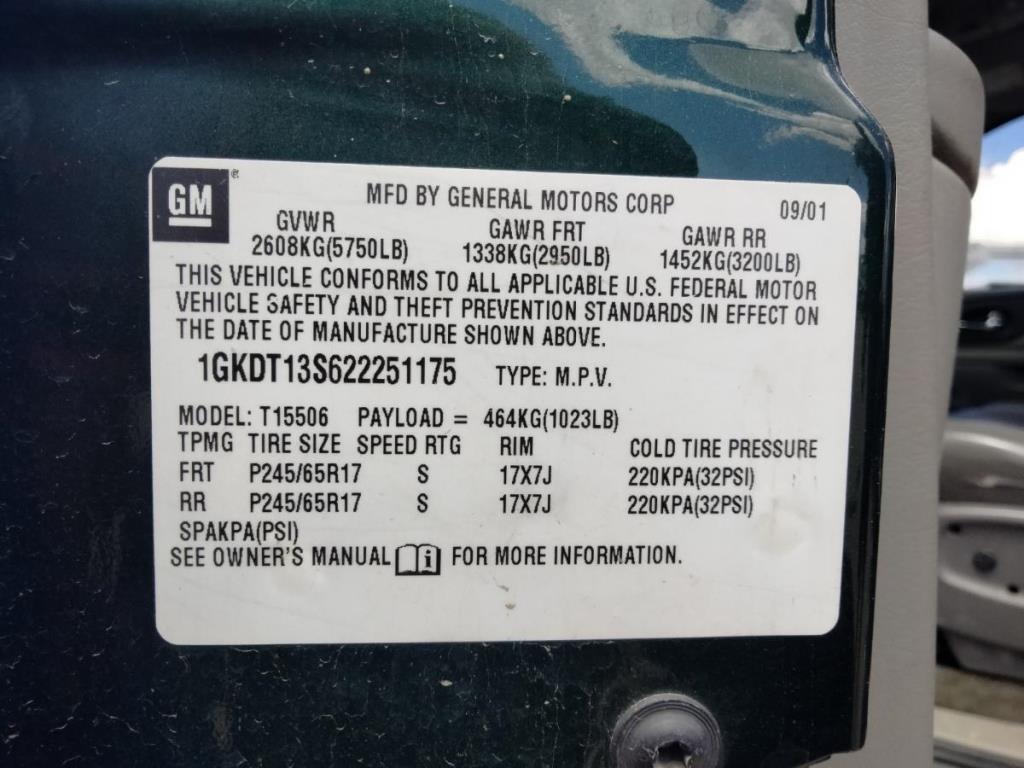 GM ®
MFD BY GENERAL MOTORS CORP 09/01
GVWR GAWR FRT GAWR RR
2608KG(5750LB) 1338KG(2950LB) 1452KG(3200LB)
THIS VEHICLE CONFORMS TO ALL APPLICABLE U.S. FEDERAL MOTOR
VEHICLE SAFETY AND THEFT PREVENTION STANDARDS IN EFFECT ON
THE DATE OF MANUFACTURE SHOWN ABOVE.
1GKDT13S622251175 TYPE: M.P.V.
MODEL: T15506 PAYLOAD = 464KG(1023LB)
TPMG TIRE SIZE SPEED RTG RIM COLD TIRE PRESSURE
FRT P245/65R17 S 17X7J 220KPA(32PSI)
RR P245/65R17 S 17X7J 220KPA(32PSI)
SPAKPA(PSI)
SEE OWNER'S MANUAL i FOR MORE INFORMATION.